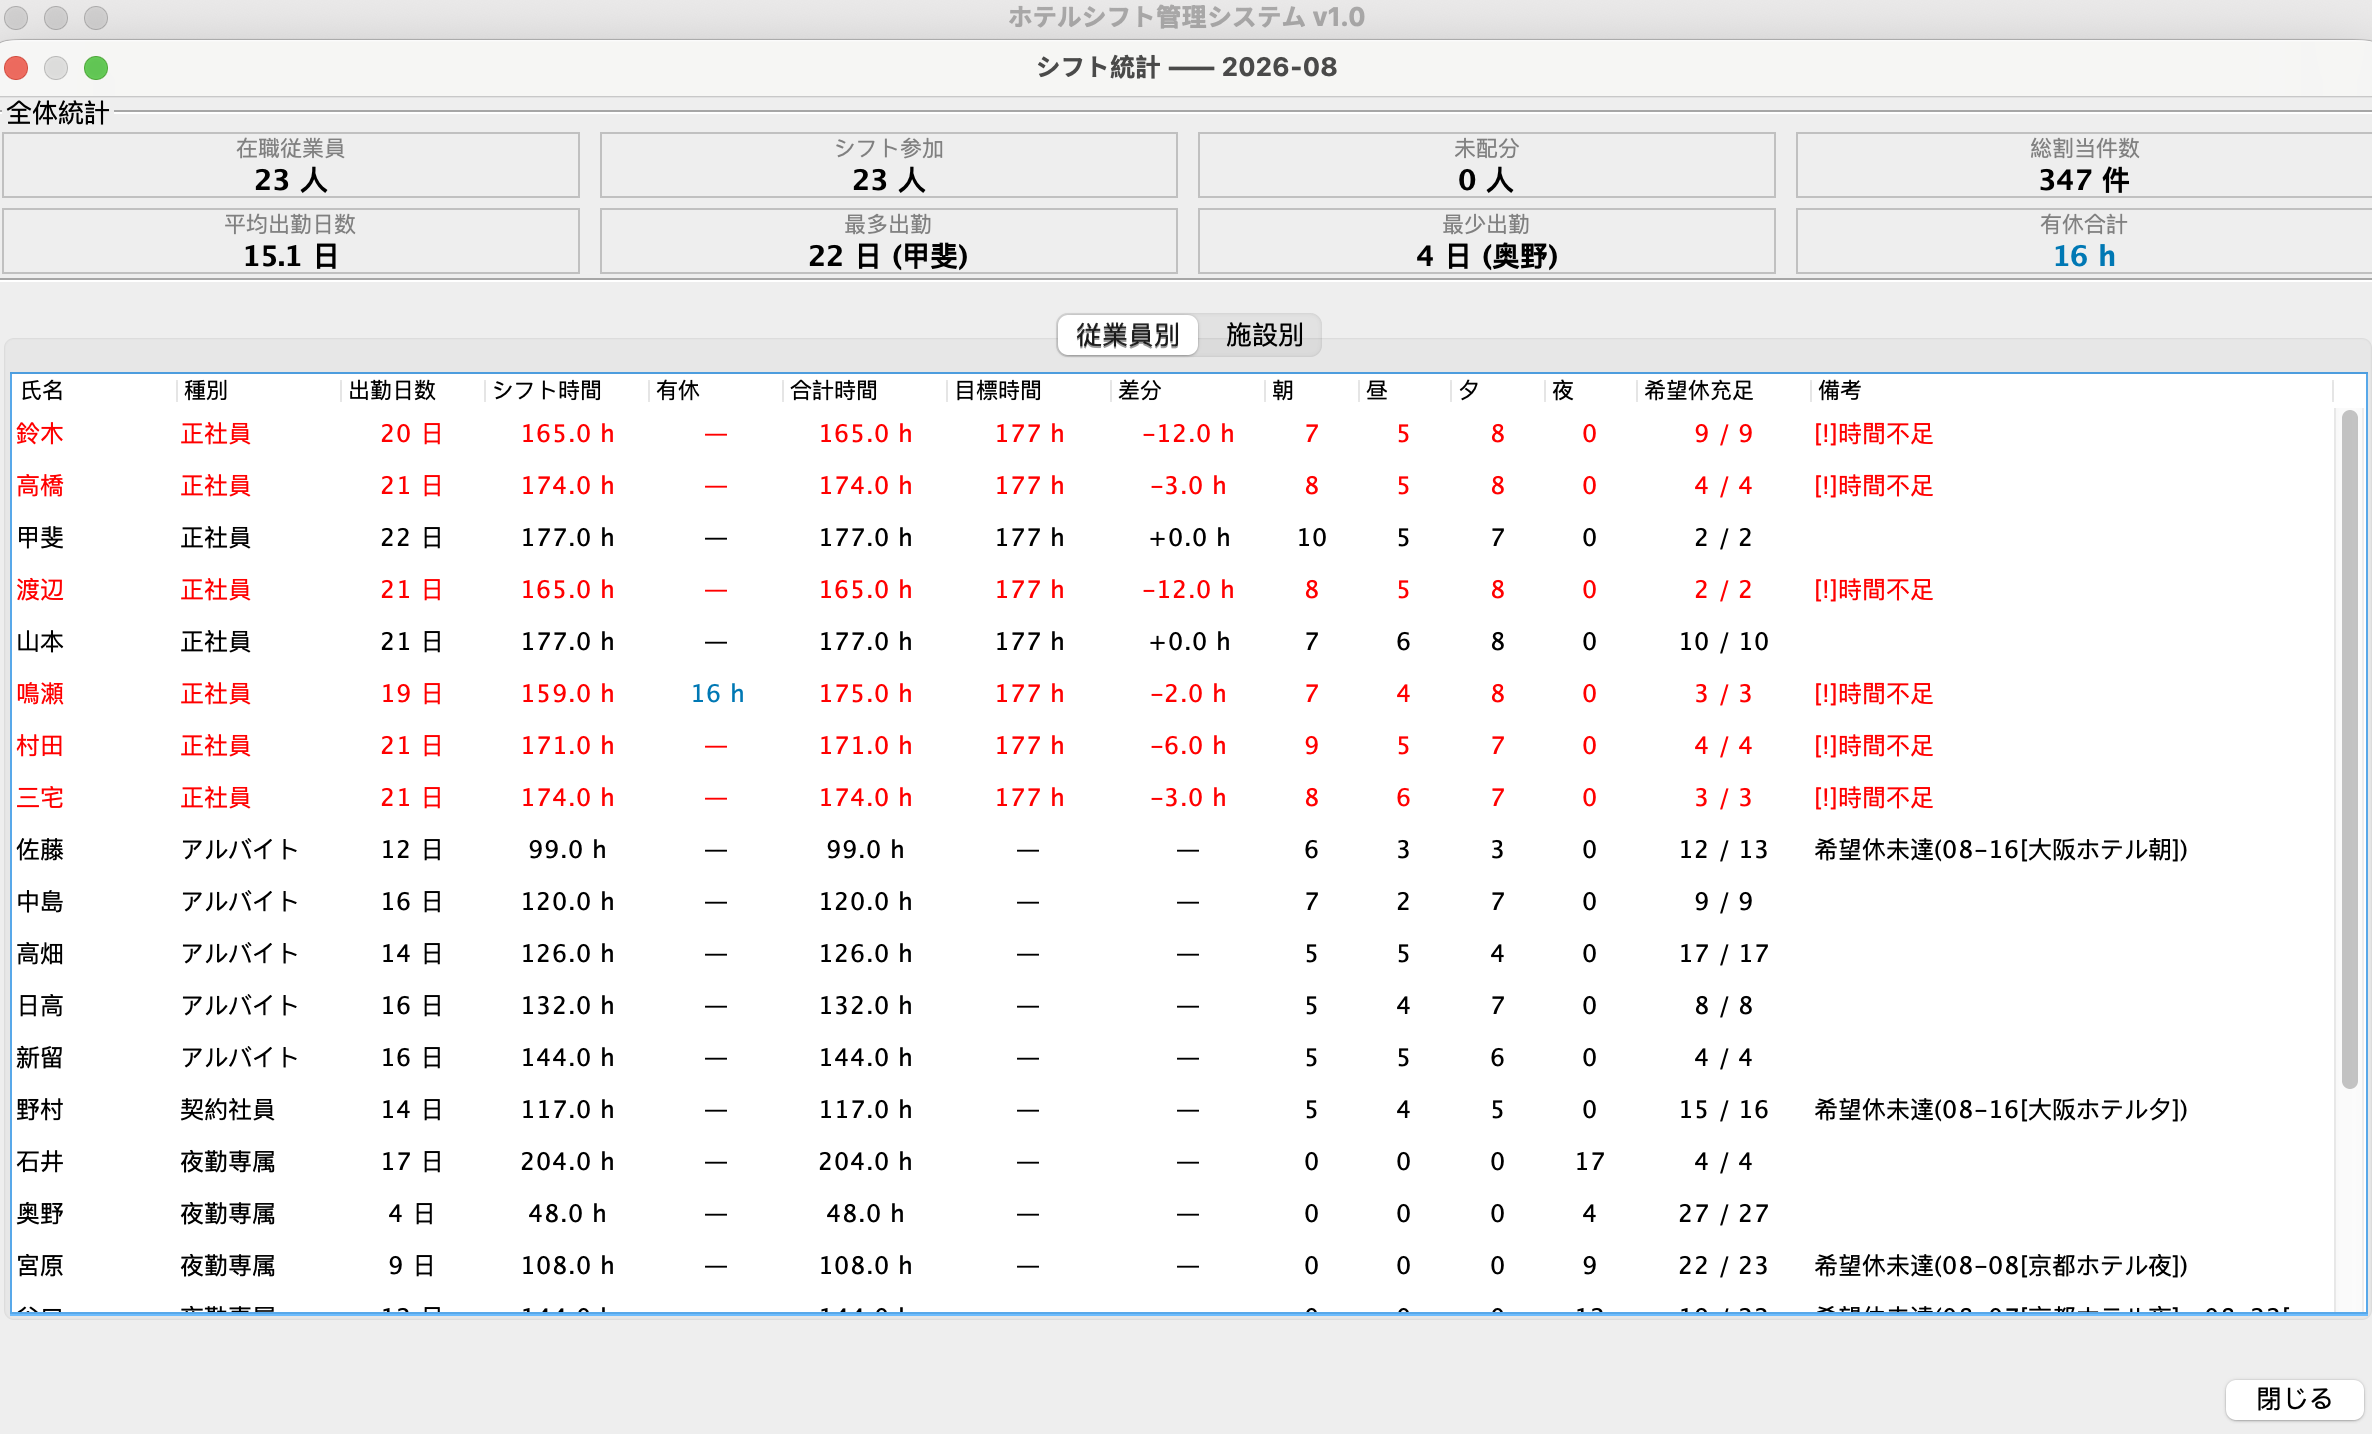 ホテルシフト管理システム v1.0
シフト統計 —— 2026-08
全体統計
在職従業員 シフト参加 未配分 総割当件数
23 人 23 人 0 人 347 件
平均出勤日数 最多出勤 最少出勤 有休合計
15.1 日 22 日 (甲斐) 4 日 (奥野) 16 h
従業員別 施設別
氏名 種別 出勤日数 シフト時間 有休 合計時間 目標時間 差分 朝 昼 夕 夜 希望休充足 備考
鈴木 正社員 20 日 165.0 h — 165.0 h 177 h -12.0 h 7 5 8 0 9 / 9 [!]時間不足
高橋 正社員 21 日 174.0 h — 174.0 h 177 h -3.0 h 8 5 8 0 4 / 4 [!]時間不足
甲斐 正社員 22 日 177.0 h — 177.0 h 177 h +0.0 h 10 5 7 0 2 / 2
渡辺 正社員 21 日 165.0 h — 165.0 h 177 h -12.0 h 8 5 8 0 2 / 2 [!]時間不足
山本 正社員 21 日 177.0 h — 177.0 h 177 h +0.0 h 7 6 8 0 10 / 10
鳴瀬 正社員 19 日 159.0 h 16 h 175.0 h 177 h -2.0 h 7 4 8 0 3 / 3 [!]時間不足
村田 正社員 21 日 171.0 h — 171.0 h 177 h -6.0 h 9 5 7 0 4 / 4 [!]時間不足
三宅 正社員 21 日 174.0 h — 174.0 h 177 h -3.0 h 8 6 7 0 3 / 3 [!]時間不足
佐藤 アルバイト 12 日 99.0 h — 99.0 h — — 6 3 3 0 12 / 13 希望休未達(08-16[大阪ホテル朝])
中島 アルバイト 16 日 120.0 h — 120.0 h — — 7 2 7 0 9 / 9
高畑 アルバイト 14 日 126.0 h — 126.0 h — — 5 5 4 0 17 / 17
日高 アルバイト 16 日 132.0 h — 132.0 h — — 5 4 7 0 8 / 8
新留 アルバイト 16 日 144.0 h — 144.0 h — — 5 5 6 0 4 / 4
野村 契約社員 14 日 117.0 h — 117.0 h — — 5 4 5 0 15 / 16 希望休未達(08-16[大阪ホテル夕])
石井 夜勤専属 17 日 204.0 h — 204.0 h — — 0 0 0 17 4 / 4
奥野 夜勤専属 4 日 48.0 h — 48.0 h — — 0 0 0 4 27 / 27
宮原 夜勤専属 9 日 108.0 h — 108.0 h — — 0 0 0 9 22 / 23 希望休未達(08-08[京都ホテル夜])
閉じる